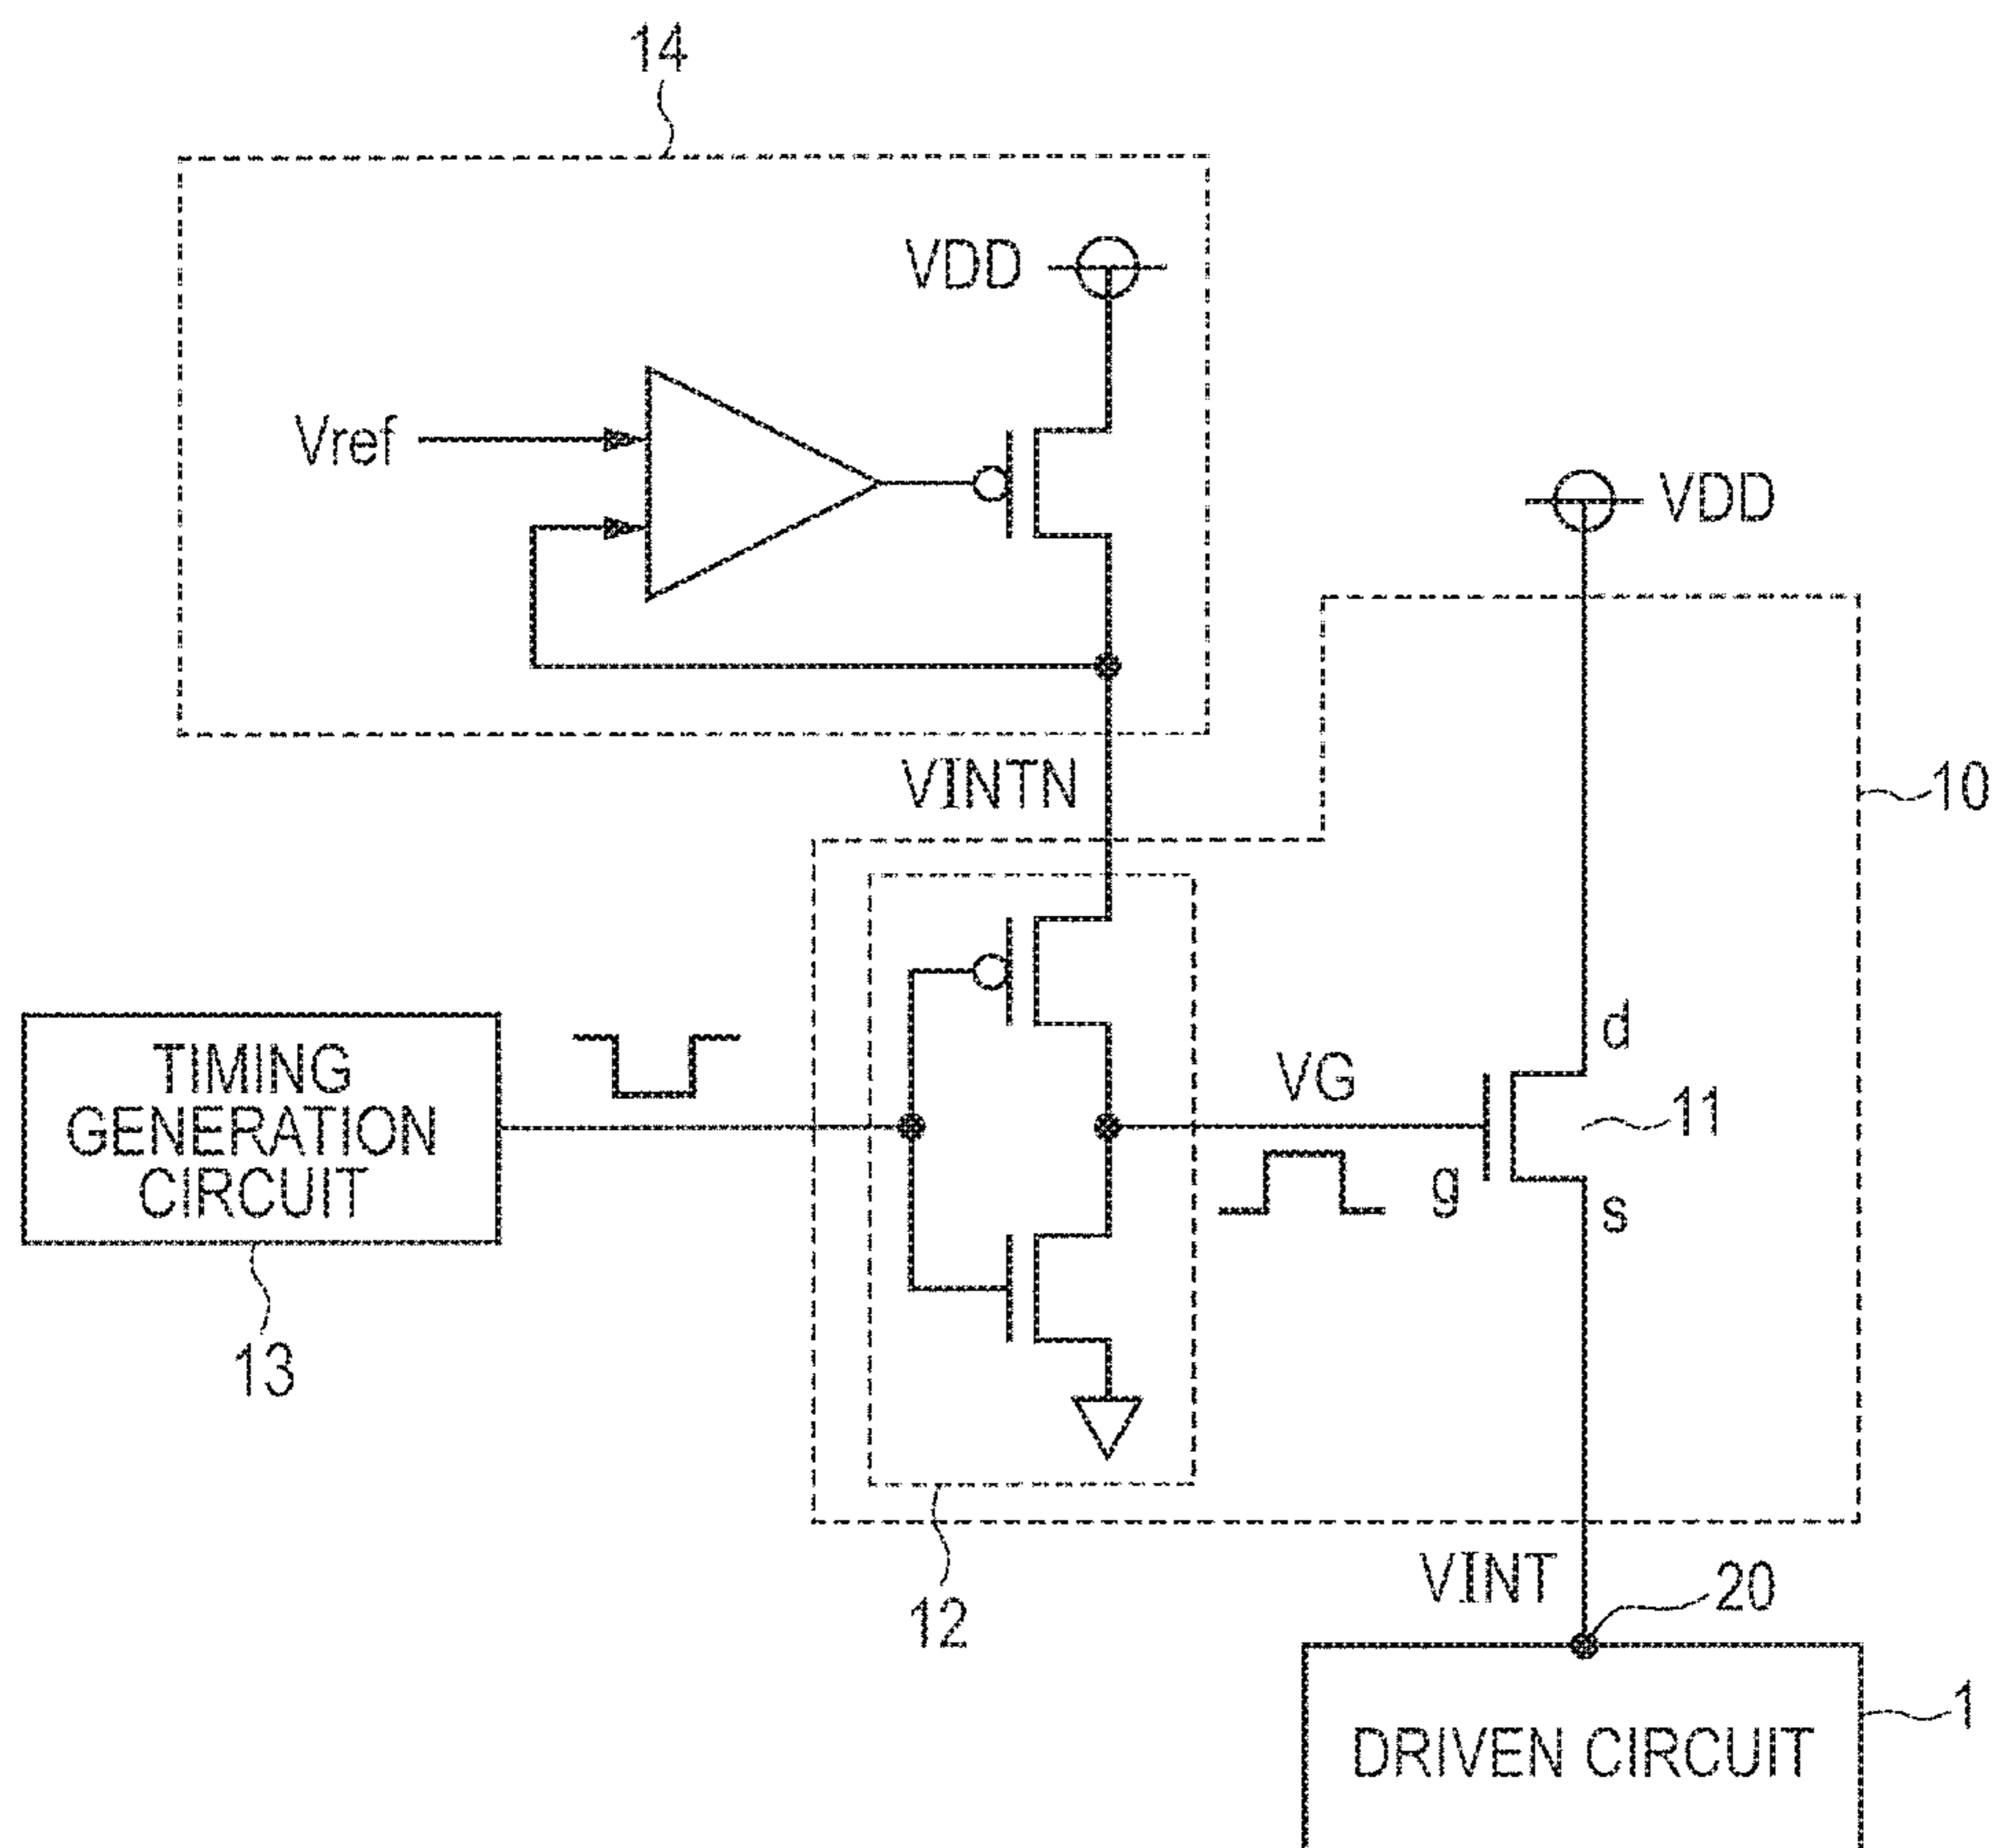 14
VDD
Vref
VDD
VINTN
10
TIMING
GENERATION
CIRCUIT
VG
d
11
g
s
13
12
VINT
20
1
DRIVEN CIRCUIT